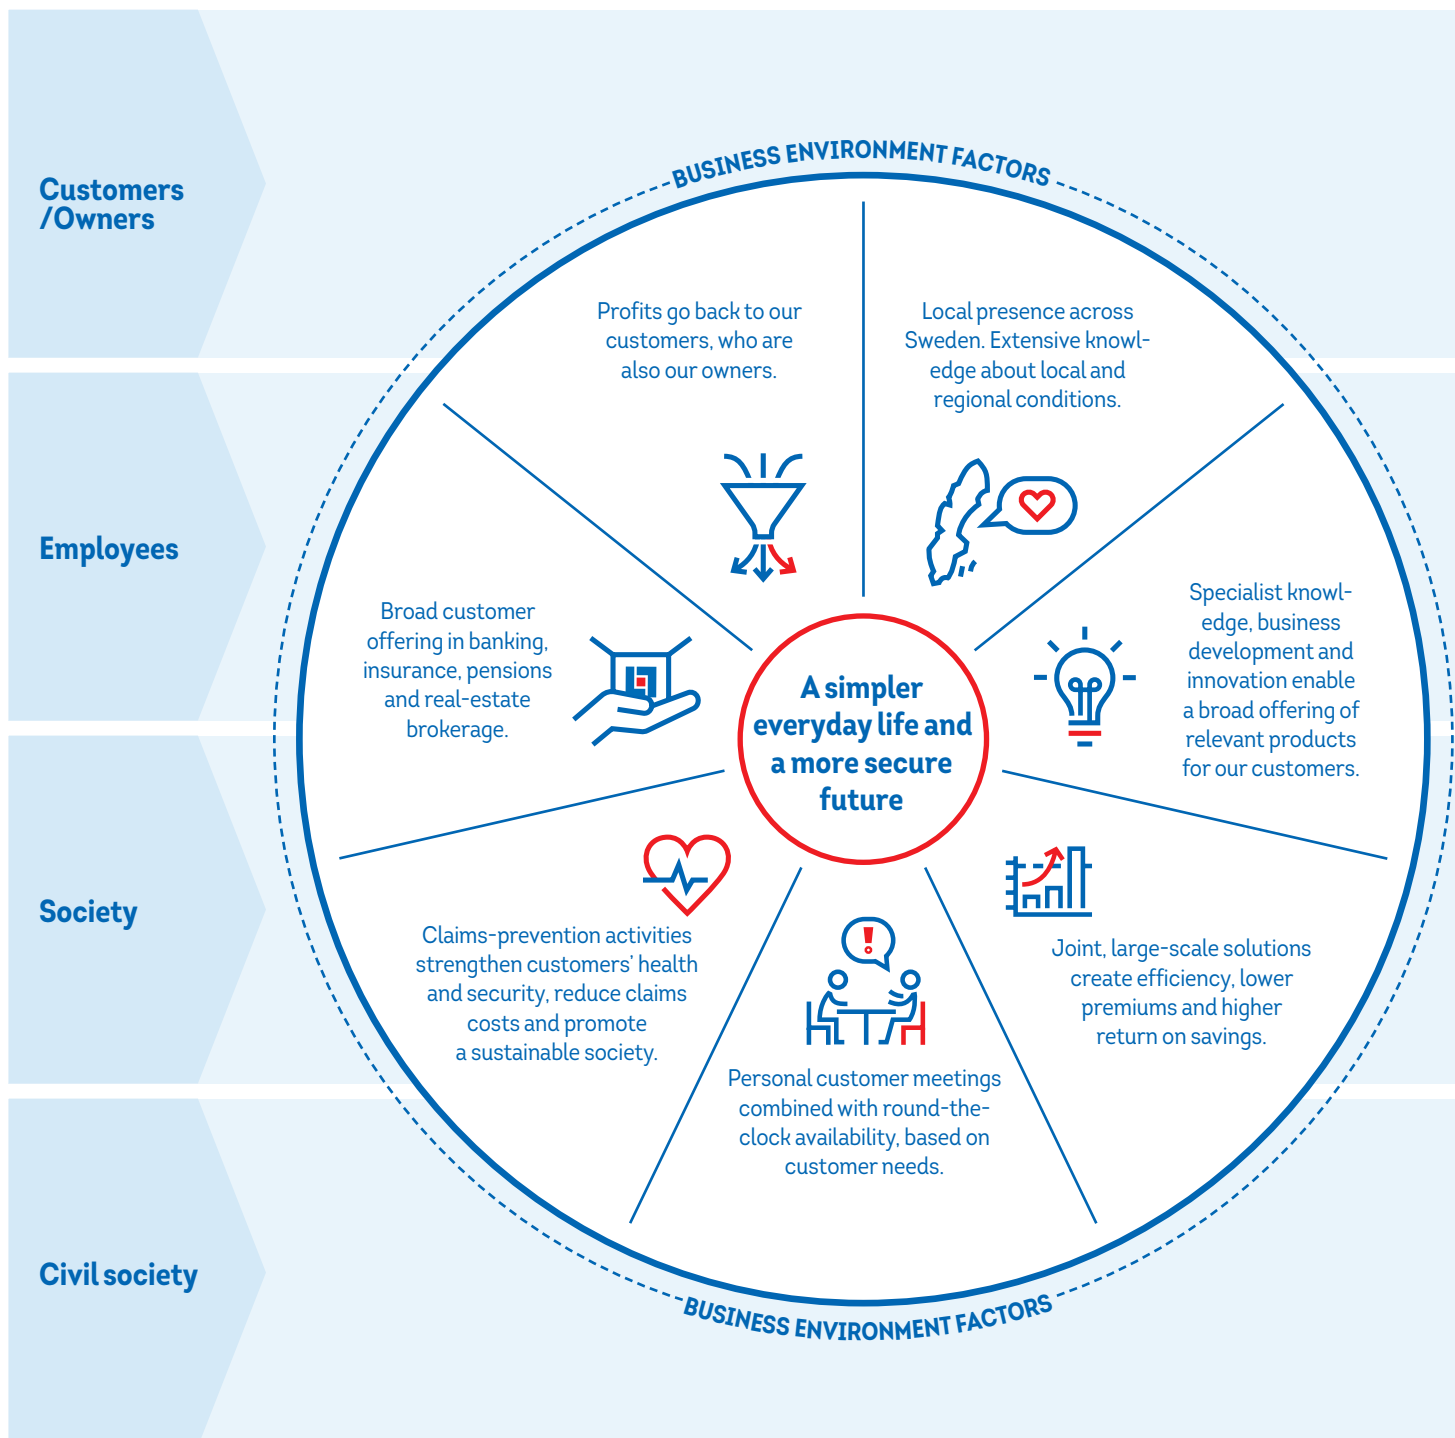 BUSINESS ENVIRONMENT FACTORS
Customers
/Owners
Employees
Society
Civil society
Profits go back to our
customers, who are
also our owners.
Local presence across
Sweden. Extensive knowl-
edge about local and
regional conditions.
Broad customer
offering in banking,
insurance, pensions
and real-estate
brokerage.
A simpler
everyday life and
a more secure
future
Specialist knowl-
edge, business
development and
innovation enable
a broad offering of
relevant products
for our customers.
Claims-prevention activities
strengthen customers’ health
and security, reduce claims
costs and promote
a sustainable society.
!
Personal customer meetings
combined with round-the-
clock availability, based on
customer needs.
Joint, large-scale solutions
create efficiency, lower
premiums and higher
return on savings.
BUSINESS ENVIRONMENT FACTORS